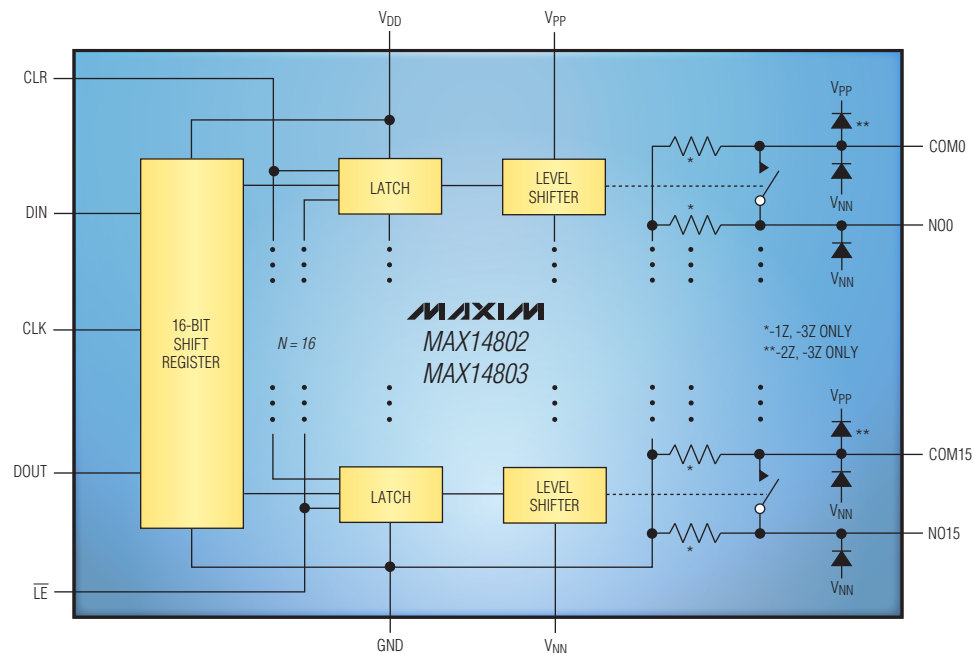 VDD
VPP
CLR
VPP
**
COM0
*
LATCH
LEVEL
SHIFTER
VNN
DIN
*
NO0
VNN
MAXIM
CLK
16-BIT
SHIFT
REGISTER
N = 16
MAX14802
MAX14803
*-1Z, -3Z ONLY
**-2Z, -3Z ONLY
VPP
**
COM15
DOUT
*
LATCH
LEVEL
SHIFTER
VNN
*
NO15
LE
VNN
GND
VNN